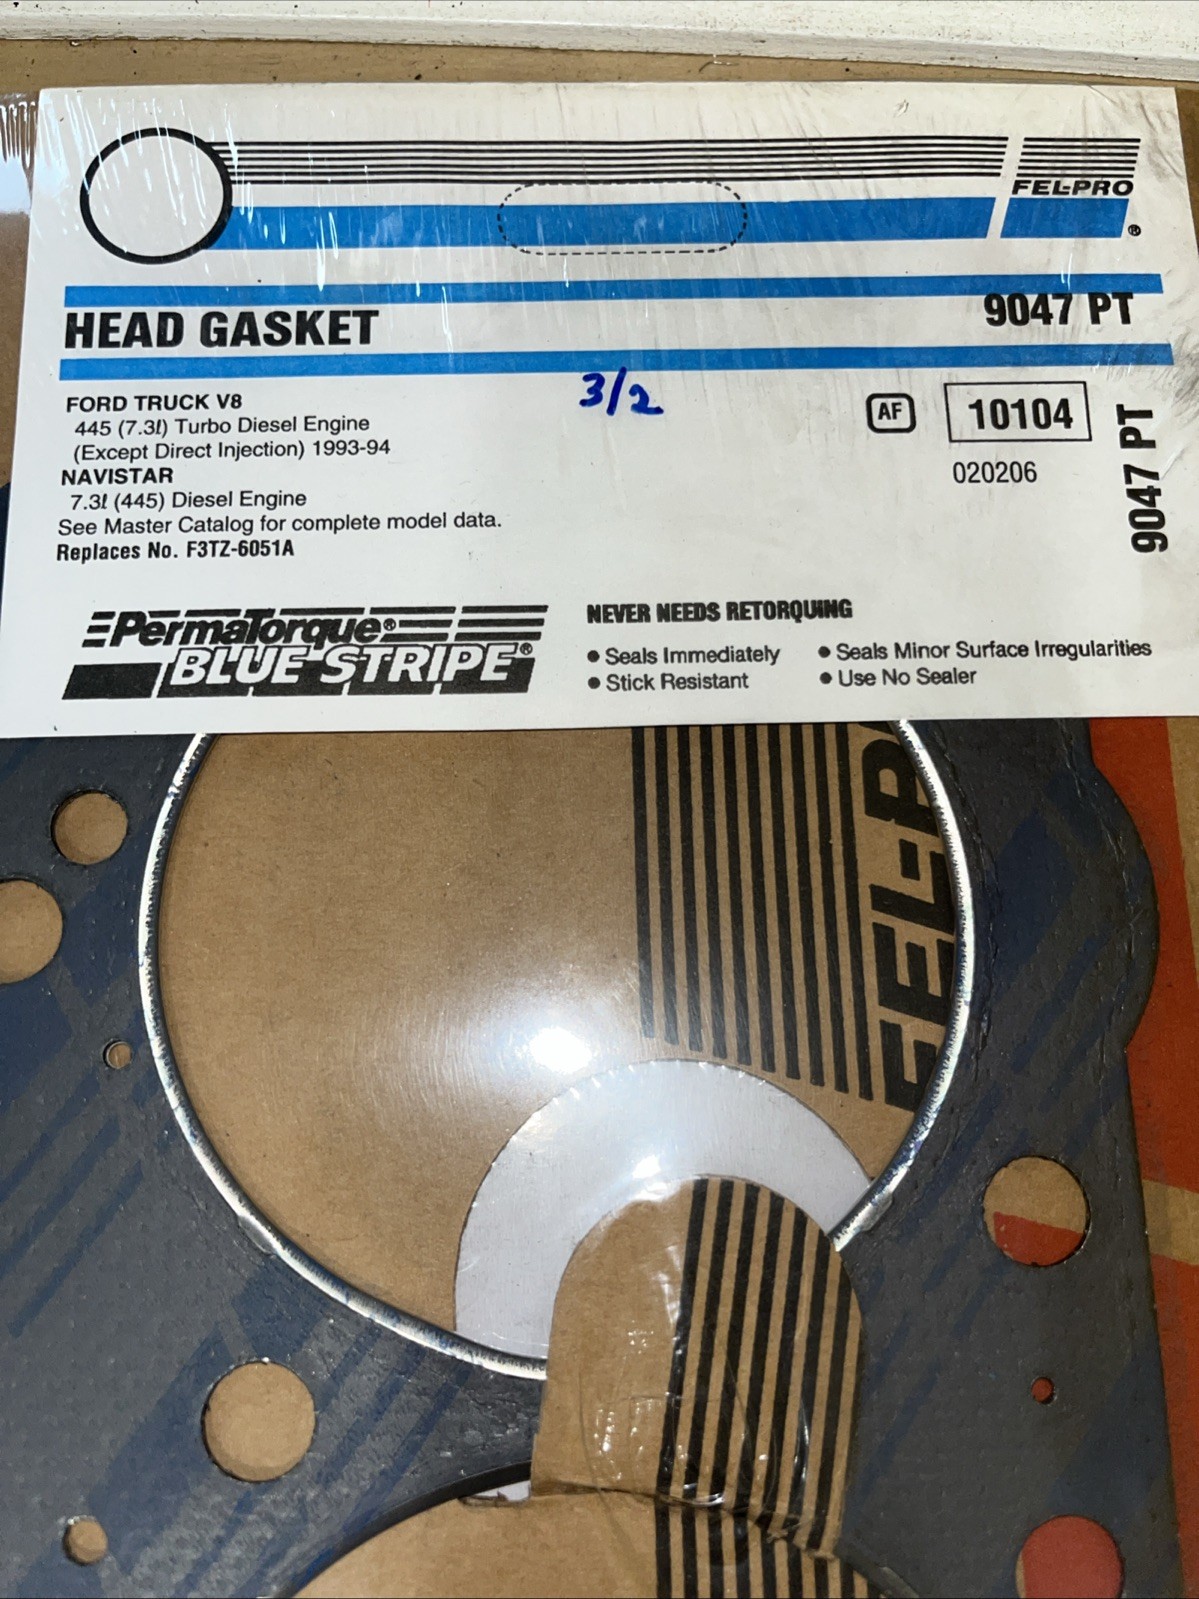 FEL-PRO®
HEAD GASKET
9047 PT
3/2
FORD TRUCK V8
445 (7.3ℓ) Turbo Diesel Engine
(Except Direct Injection) 1993-94
NAVISTAR
7.3ℓ (445) Diesel Engine
See Master Catalog for complete model data.
Replaces No. F3TZ-6051A
AF
10104
020206
9047 PT
PermaTorque®
BLUE STRIPE®
NEVER NEEDS RETORQUING
• Seals Immediately
• Stick Resistant
• Seals Minor Surface Irregularities
• Use No Sealer
FEL-P